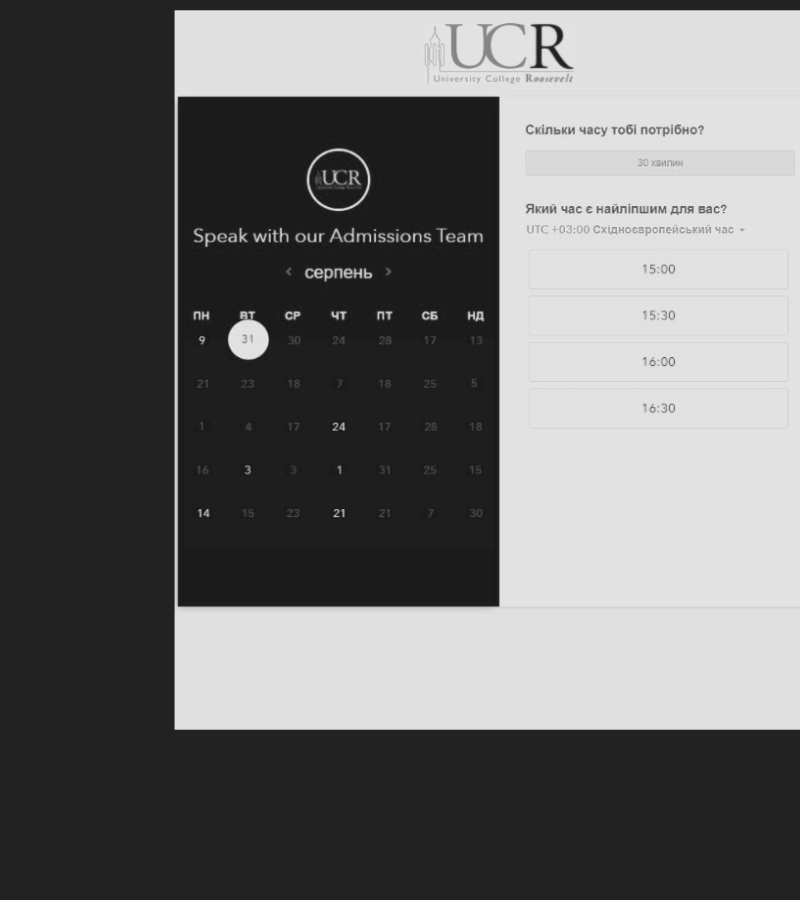 UCR
University College Roosevelt
UCR
Speak with our Admissions Team
серпень
ПН ВТ СР ЧТ ПТ СБ НД
9 31 30 24 28 17 13
21 23 18 7 18 25 5
1 4 17 24 17 28 18
16 3 3 1 31 25 15
14 15 23 21 21 7 30
Скільки часу тобі потрібно?
30 хвилин
Який час є найліпшим для вас?
UTC +03:00 Східноєвропейський час
15:00
15:30
16:00
16:30